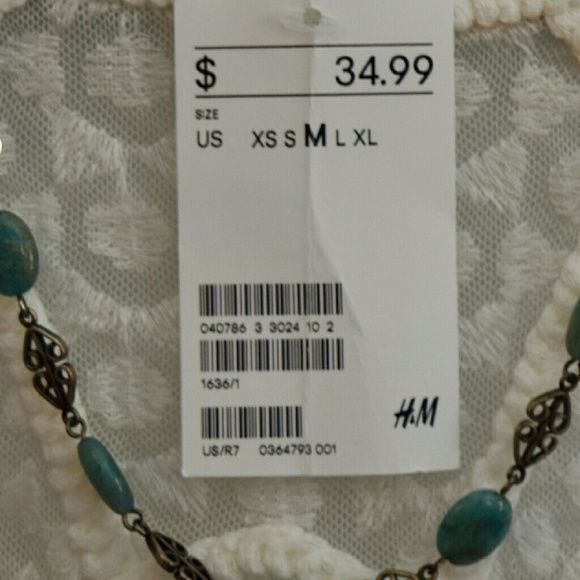 $ 34.99
SIZE
US XS S M L XL
040786 3 3024 10 2
1636/1
H&M
US/R7 0364793 001